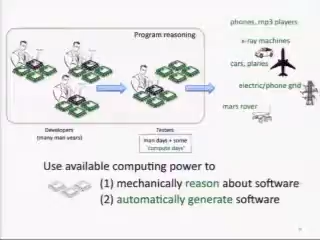 Program reasoning
phones, mp3 players
x-ray machines
cars, planes
electric/phone grid
mars rover
Developers
(many man years)
Testers
man days + some
"compute days"
Use available computing power to
(1) mechanically reason about software
(2) automatically generate software